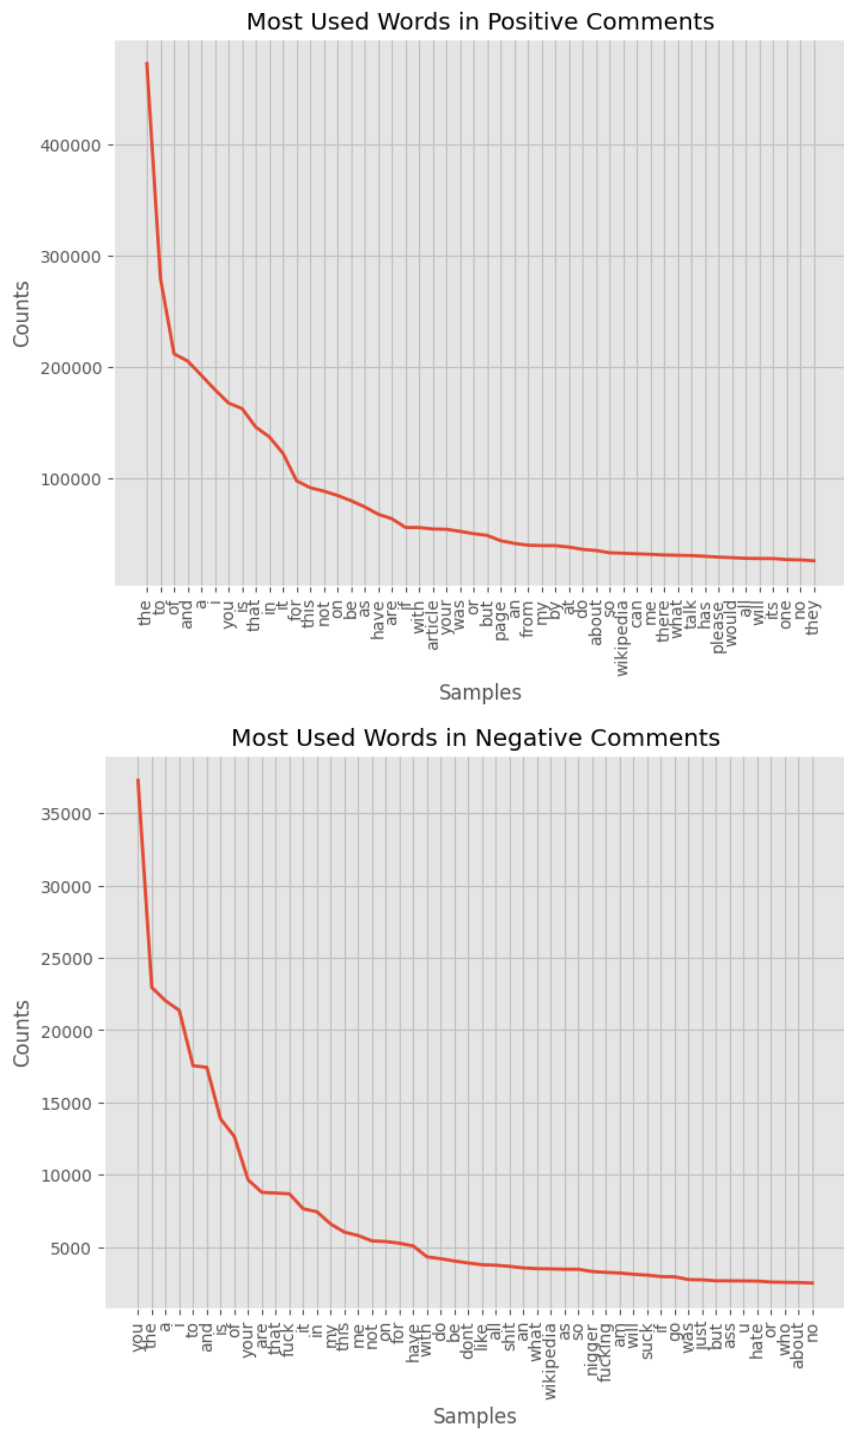 Most Used Words in Positive Comments
400000
300000
200000
100000
Counts
the
to
of
and
a
i
you
is
that
in
it
for
this
not
on
be
as
have
are
if
with
article
your
was
or
but
page
an
from
my
by
at
do
about
so
wikipedia
can
me
there
what
talk
has
please
would
all
will
its
one
no
they
Samples
Most Used Words in Negative Comments
35000
30000
25000
20000
15000
10000
5000
Counts
you
the
a
i
to
and
is
of
your
are
that
fuck
it
in
my
this
me
not
on
for
have
with
do
be
dont
like
all
shit
an
what
wikipedia
as
so
nigger
fucking
am
will
suck
if
go
was
just
but
ass
u
hate
or
who
about
no
Samples